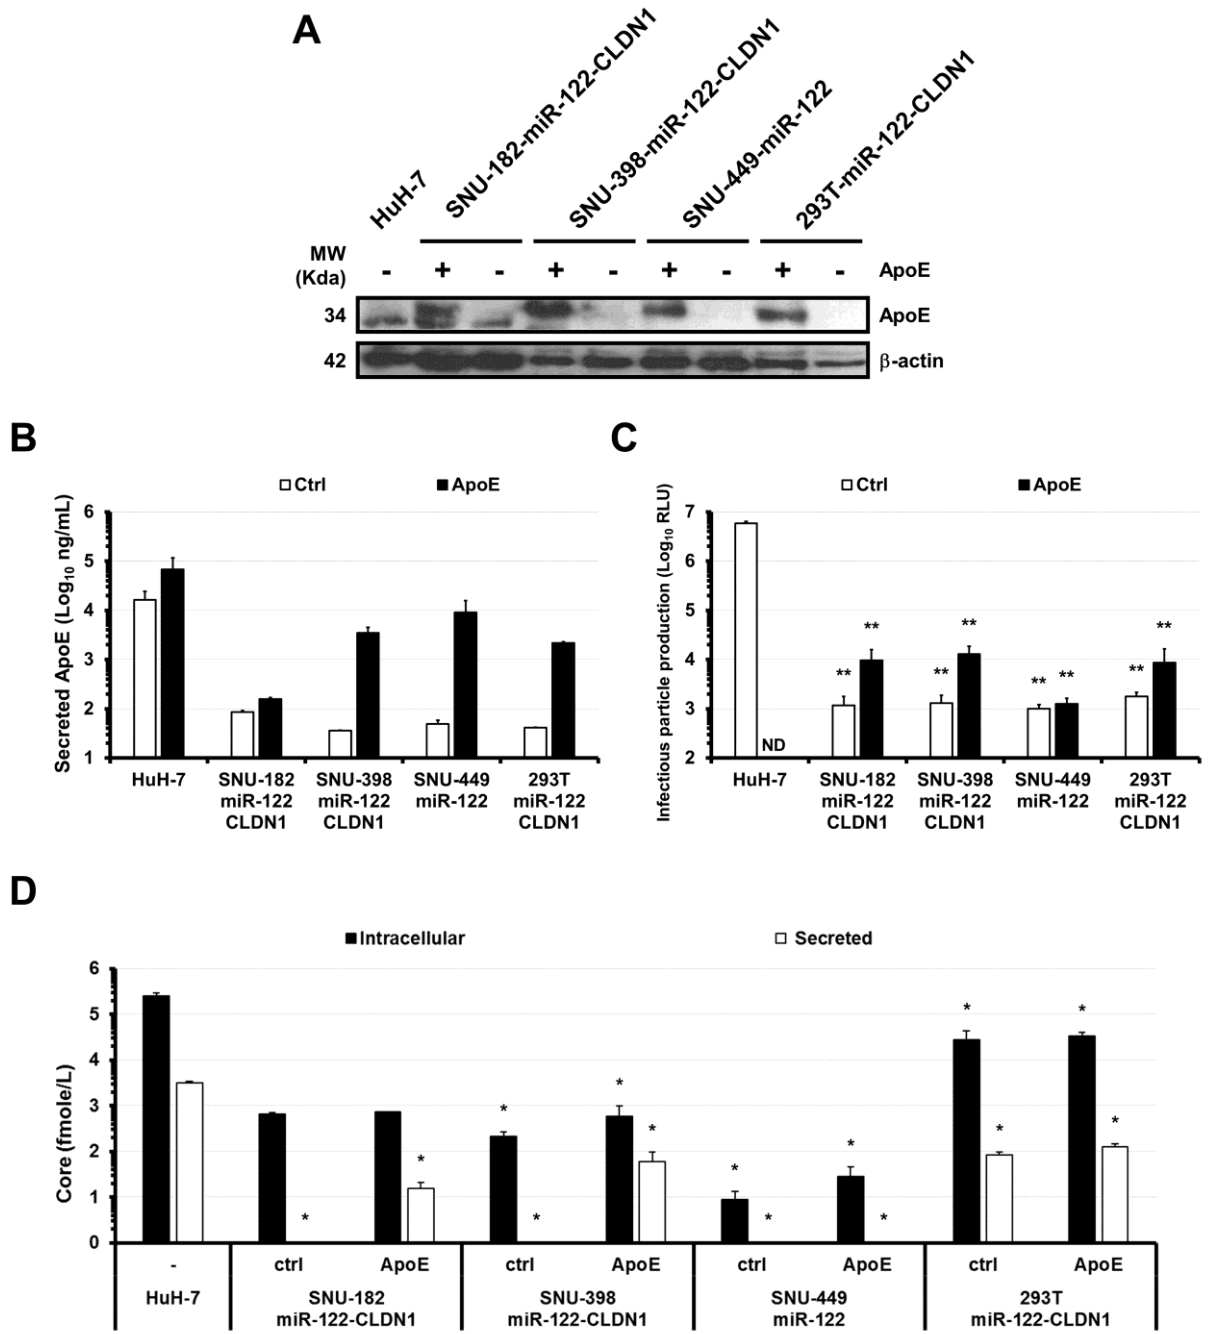 A
HuH-7
SNU-182-miR-122-CLDN1
SNU-398-miR-122-CLDN1
SNU-449-miR-122
293T-miR-122-CLDN1
MW
(Kda)
- + - + - + - + - ApoE
34 ApoE
42 β-actin
B
Ctrl ApoE
Secreted ApoE (Log10 ng/mL)
6
5
4
3
2
1
HuH-7 SNU-182 SNU-398 SNU-449 293T
miR-122 miR-122 miR-122 miR-122
CLDN1 CLDN1 CLDN1
C
Ctrl ApoE
Infectious particle production (Log10 RLU)
7
6
5
4
3
2
ND
** ** ** ** ** ** ** **
HuH-7 SNU-182 SNU-398 SNU-449 293T
miR-122 miR-122 miR-122 miR-122
CLDN1 CLDN1 CLDN1
D
Intracellular Secreted
Core (fmole/L)
6
5
4
3
2
1
0
* * * * * * * * * * * * *
- ctrl ApoE ctrl ApoE ctrl ApoE ctrl ApoE
HuH-7 SNU-182 SNU-398 SNU-449 293T
miR-122-CLDN1 miR-122-CLDN1 miR-122 miR-122-CLDN1